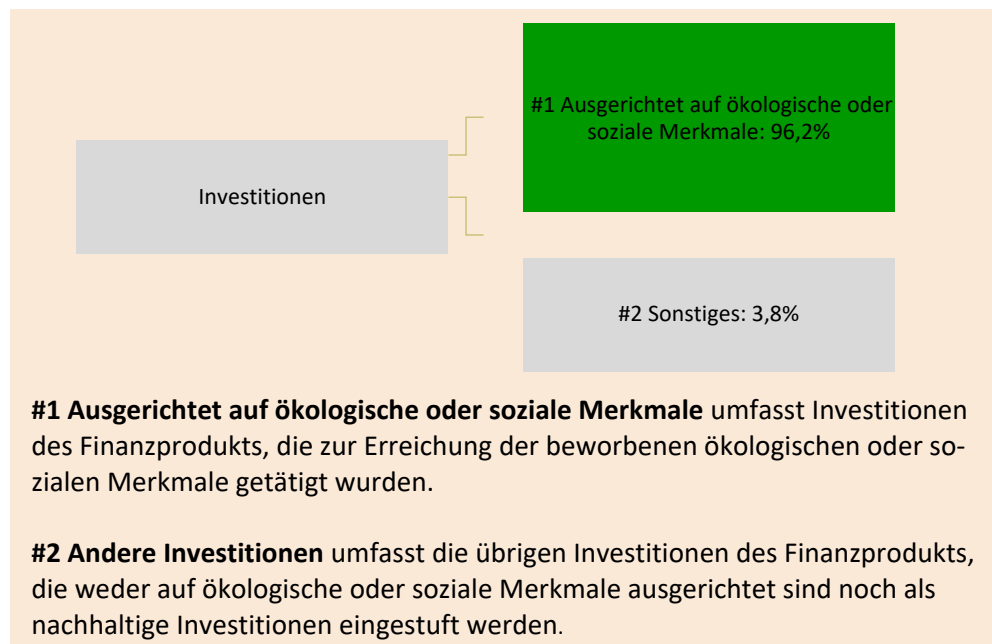 #1 Ausgerichtet auf ökologische oder
soziale Merkmale: 96,2%
Investitionen
#2 Sonstiges: 3,8%
#1 Ausgerichtet auf ökologische oder soziale Merkmale umfasst Investitionen
des Finanzprodukts, die zur Erreichung der beworbenen ökologischen oder so-
zialen Merkmale getätigt wurden.
#2 Andere Investitionen umfasst die übrigen Investitionen des Finanzprodukts,
die weder auf ökologische oder soziale Merkmale ausgerichtet sind noch als
nachhaltige Investitionen eingestuft werden.